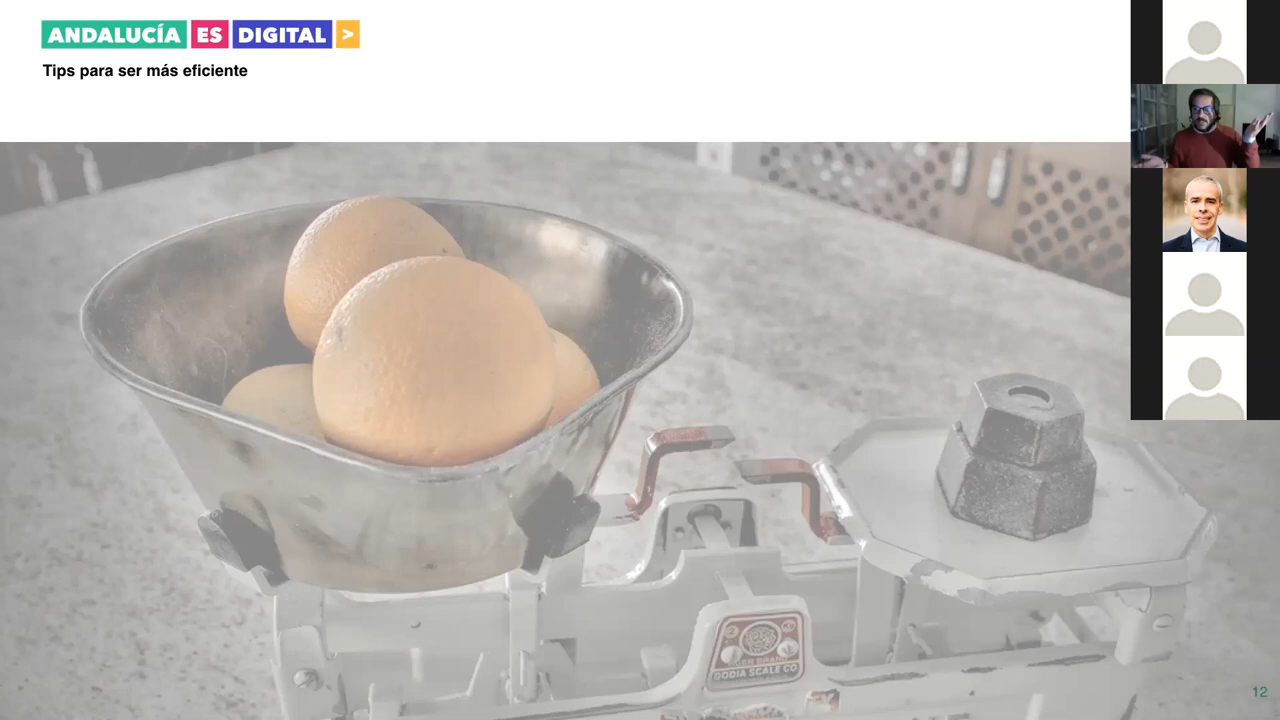 ANDALUCÍA ES DIGITAL >
Tips para ser más eficiente
DODIA SCALE CO
12